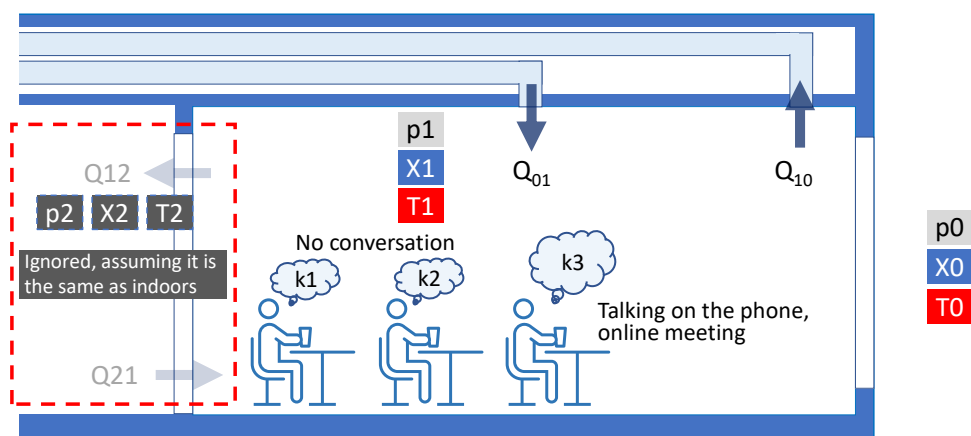 p1
X1
T1
Q01
Q10
Q12
p2 X2 T2
Ignored, assuming it is
the same as indoors
Q21
No conversation
k1
k2
k3
Talking on the phone,
online meeting
p0
X0
T0